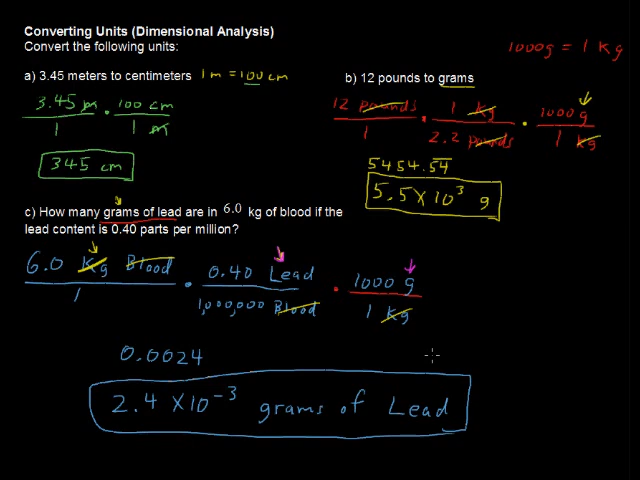 Converting Units (Dimensional Analysis)
Convert the following units:
1000g = 1 Kg
a) 3.45 meters to centimeters 1 m = 100 cm
3.45 m · 100 cm
1 1 m
345 cm
b) 12 pounds to grams
12 pounds · 1 Kg · 1000 g
1 2.2 pounds 1 kg
5454.54
5.5 × 10³ g
c) How many grams of lead are in 6.0 kg of blood if the
lead content is 0.40 parts per million?
6.0 Kg Blood · 0.40 Lead · 1000 g
1 1,000,000 Blood 1 Kg
0.0024
2.4 × 10⁻³ grams of Lead